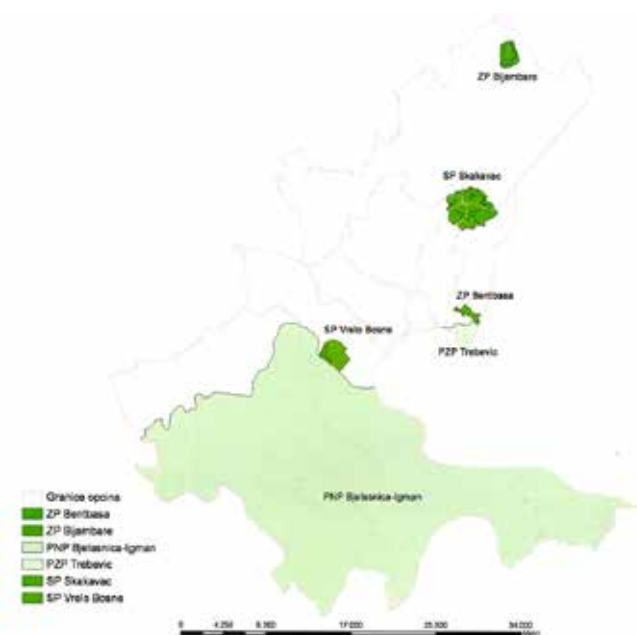 ZP Bijambare
SP Skakavac
ZP Bentbasa
SP Vrelo Bosne
PZP Trebevic
PNP Bjelasnica-Igman
Granice opcina
ZP Bentbasa
ZP Bijambare
PNP Bjelasnica-Igman
PZP Trebevic
SP Skakavac
SP Vrelo Bosne
0 4.250 8.500 17.000 25.500 34.000